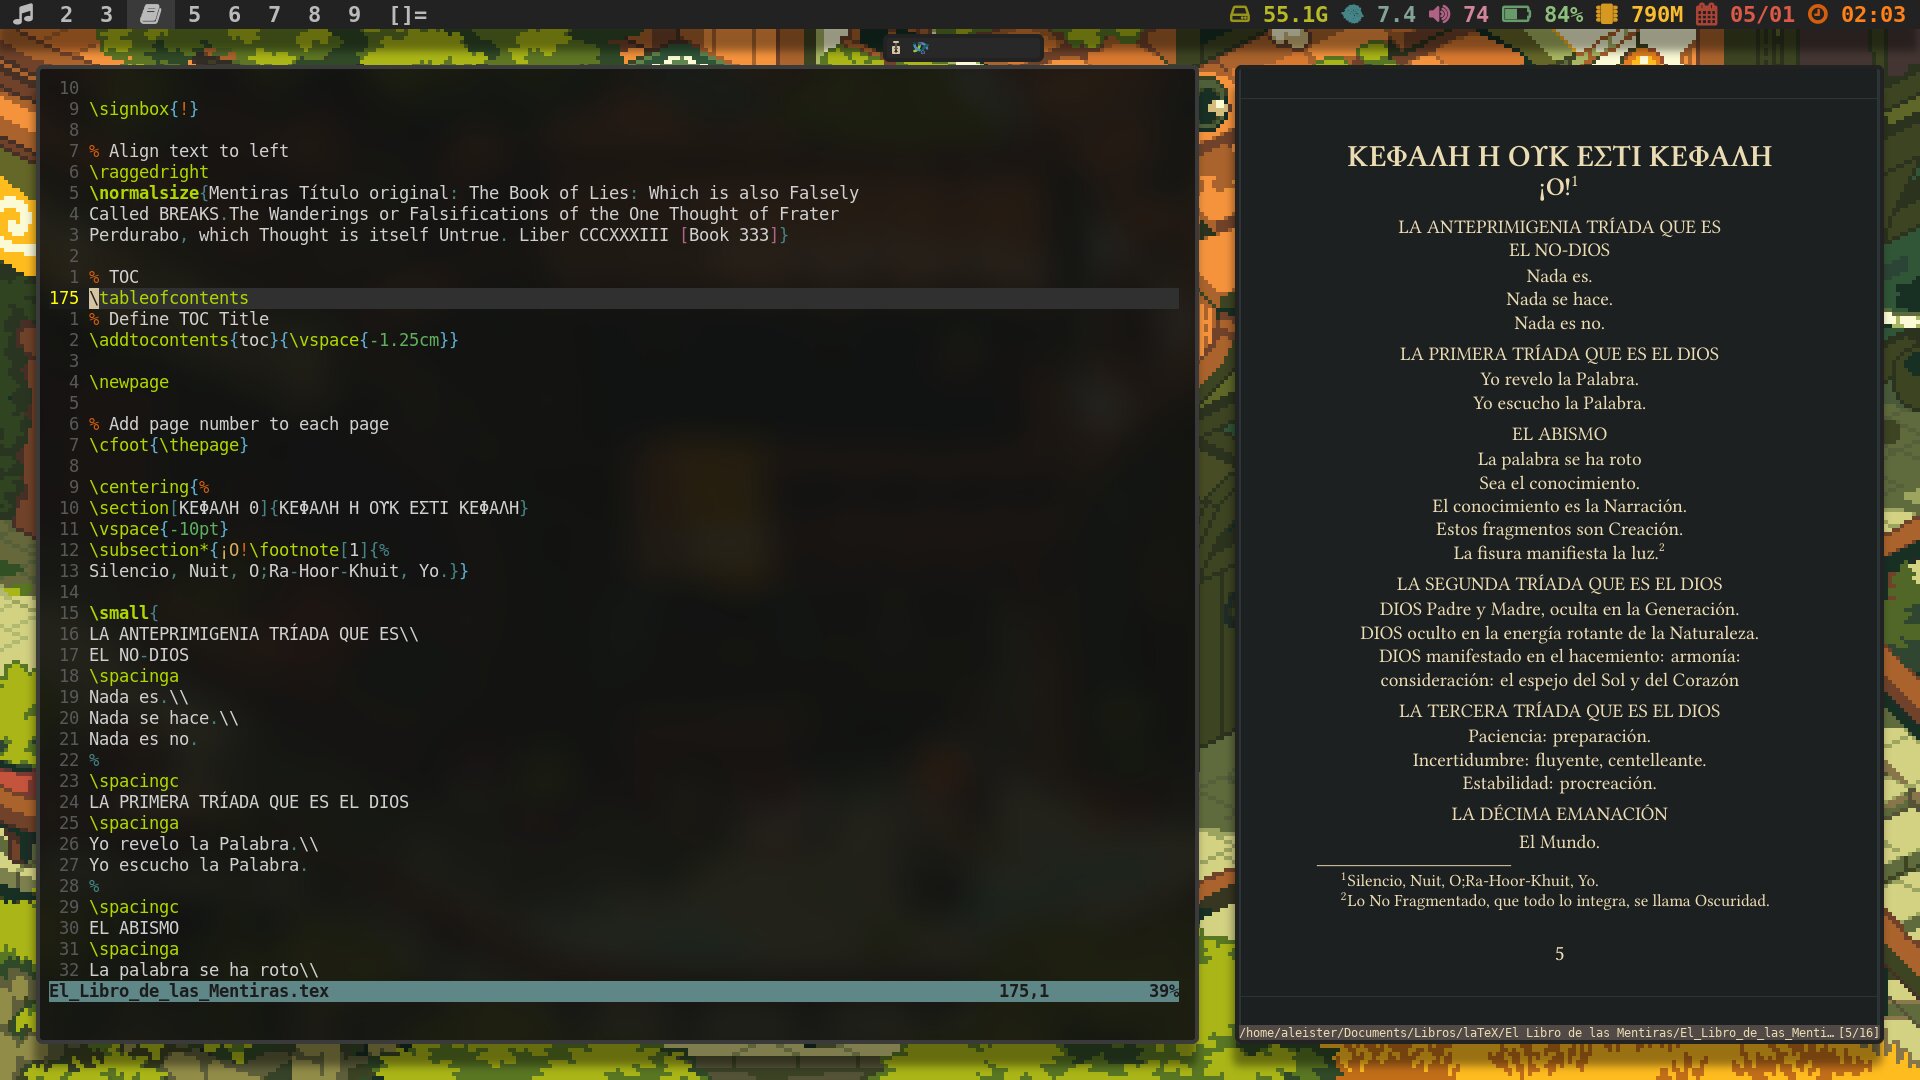 2 3 5 6 7 8 9 []= 55.1G 7.4 74 84% 790M 05/01 02:03
10
9 \signbox{!}
8
7 % Align text to left
6 \raggedright
5 \normalsize{Mentiras Título original: The Book of Lies: Which is also Falsely
4 Called BREAKS.The Wanderings or Falsifications of the One Thought of Frater
3 Perdurabo, which Thought is itself Untrue. Liber CCCXXXIII [Book 333]}
2
1 % TOC
175 \tableofcontents
1 % Define TOC Title
2 \addtocontents{toc}{\vspace{-1.25cm}}
3
4 \newpage
5
6 % Add page number to each page
7 \cfoot{\thepage}
8
9 \centering{%
10 \section[ΚΕΦΑΛΗ 0]{ΚΕΦΑΛΗ Η ΟϒΚ ΕΣΤΙ ΚΕΦΑΛΗ}
11 \vspace{-10pt}
12 \subsection*{¡O!\footnote[1]{%
13 Silencio, Nuit, O;Ra-Hoor-Khuit, Yo.}}
14
15 \small{
16 LA ANTEPRIMIGENIA TRÍADA QUE ES\\
17 EL NO-DIOS
18 \spacinga
19 Nada es.\\
20 Nada se hace.\\
21 Nada es no.
22 %
23 \spacingc
24 LA PRIMERA TRÍADA QUE ES EL DIOS
25 \spacinga
26 Yo revelo la Palabra.\\
27 Yo escucho la Palabra.
28 %
29 \spacingc
30 EL ABISMO
31 \spacinga
32 La palabra se ha roto\\
El_Libro_de_las_Mentiras.tex 175,1 39%
ΚΕΦΑΛΗ Η ΟϒΚ ΕΣΤΙ ΚΕΦΑΛΗ
¡O!1
LA ANTEPRIMIGENIA TRÍADA QUE ES
EL NO-DIOS
Nada es.
Nada se hace.
Nada es no.
LA PRIMERA TRÍADA QUE ES EL DIOS
Yo revelo la Palabra.
Yo escucho la Palabra.
EL ABISMO
La palabra se ha roto
Sea el conocimiento.
El conocimiento es la Narración.
Estos fragmentos son Creación.
La fisura manifiesta la luz.2
LA SEGUNDA TRÍADA QUE ES EL DIOS
DIOS Padre y Madre, oculta en la Generación.
DIOS oculto en la energía rotante de la Naturaleza.
DIOS manifestado en el hacemiento: armonía:
consideración: el espejo del Sol y del Corazón
LA TERCERA TRÍADA QUE ES EL DIOS
Paciencia: preparación.
Incertidumbre: fluyente, centelleante.
Estabilidad: procreación.
LA DÉCIMA EMANACIÓN
El Mundo.
1Silencio, Nuit, O;Ra-Hoor-Khuit, Yo.
2Lo No Fragmentado, que todo lo integra, se llama Oscuridad.
5
/home/aleister/Documents/Libros/laTeX/El Libro de las Mentiras/El_Libro_de_las_Menti… [5/16]